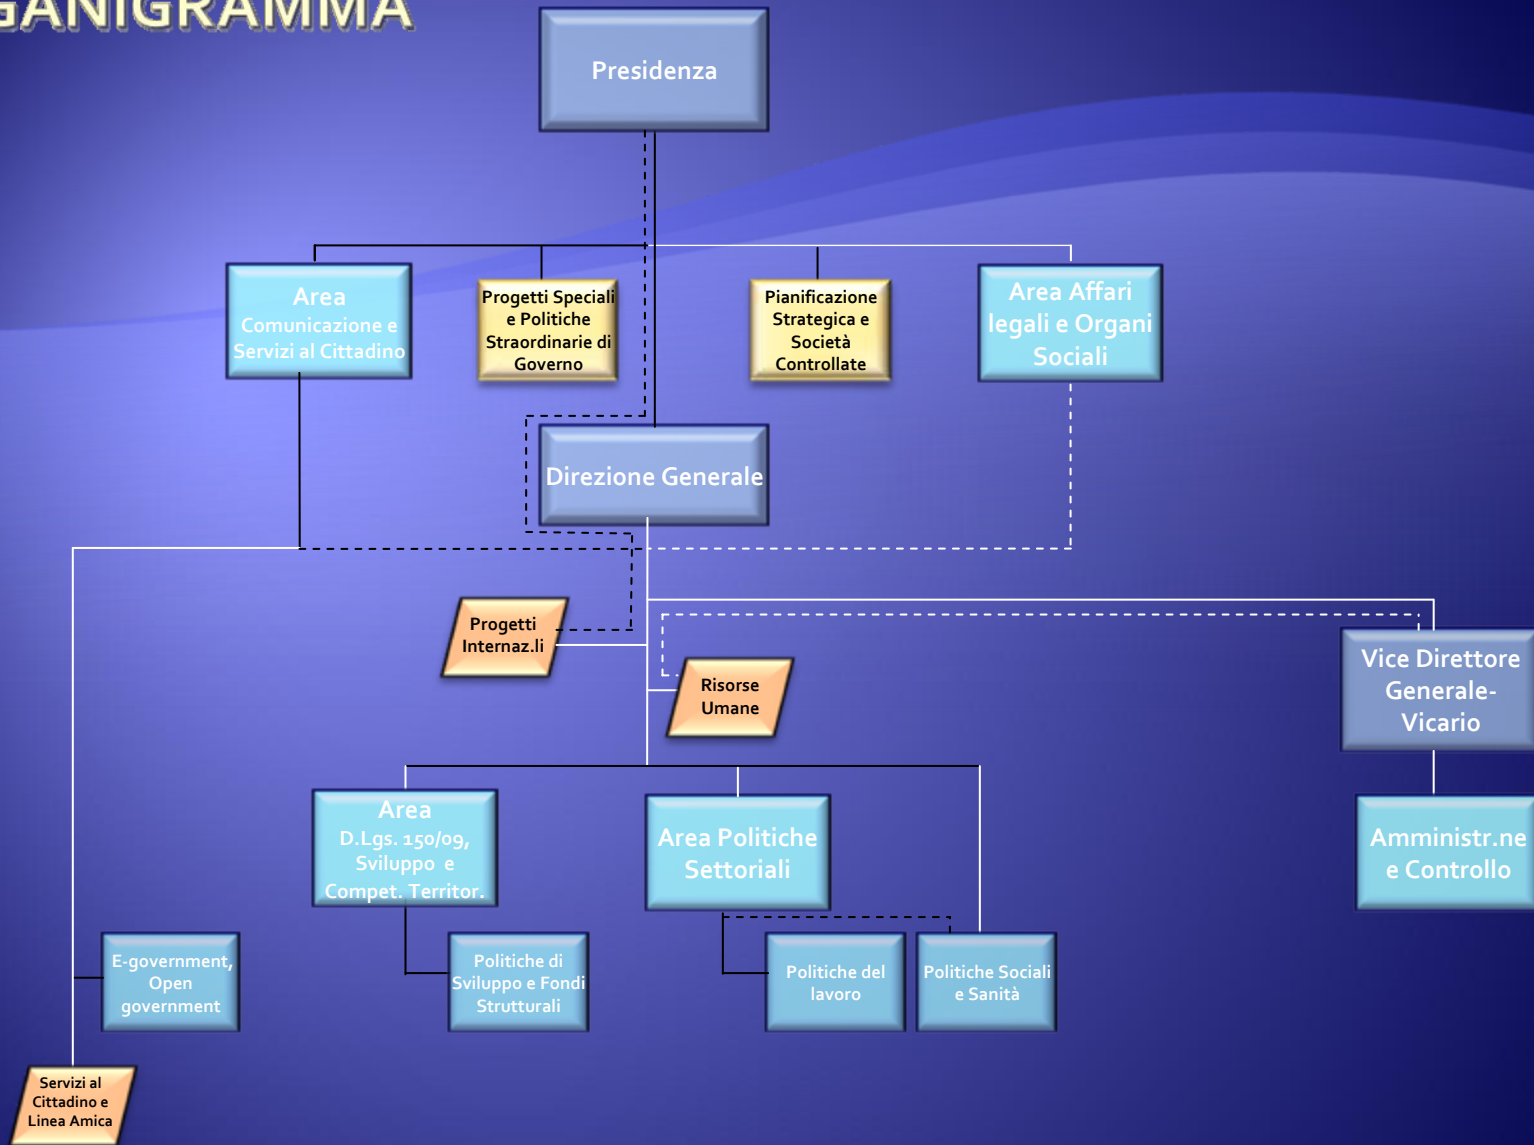 GANIGRAMMA
Presidenza
Area
Comunicazione e
Servizi al Cittadino
Progetti Speciali
e Politiche
Straordinarie di
Governo
Pianificazione
Strategica e
Società
Controllate
Area Affari
legali e Organi
Sociali
Direzione Generale
Progetti
Internaz.li
Risorse
Umane
Vice Direttore
Generale-
Vicario
Area
D.Lgs. 150/09,
Sviluppo e
Compet. Territor.
Area Politiche
Settoriali
Amministr.ne
e Controllo
E-government,
Open
government
Politiche di
Sviluppo e Fondi
Strutturali
Politiche del
lavoro
Politiche Sociali
e Sanità
Servizi al
Cittadino e
Linea Amica